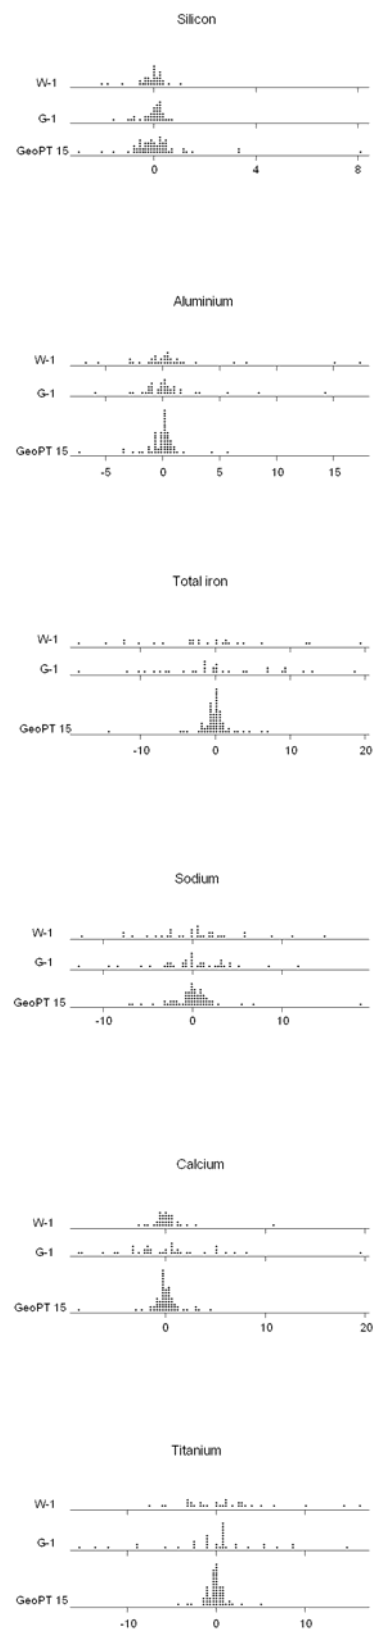 Silicon
W-1
G-1
GeoPT 15
0 4 8
Aluminium
W-1
G-1
GeoPT 15
-5 0 5 10 15
Total iron
W-1
G-1
GeoPT 15
-10 0 10 20
Sodium
W-1
G-1
GeoPT 15
-10 0 10
Calcium
W-1
G-1
GeoPT 15
0 10 20
Titanium
W-1
G-1
GeoPT 15
-10 0 10